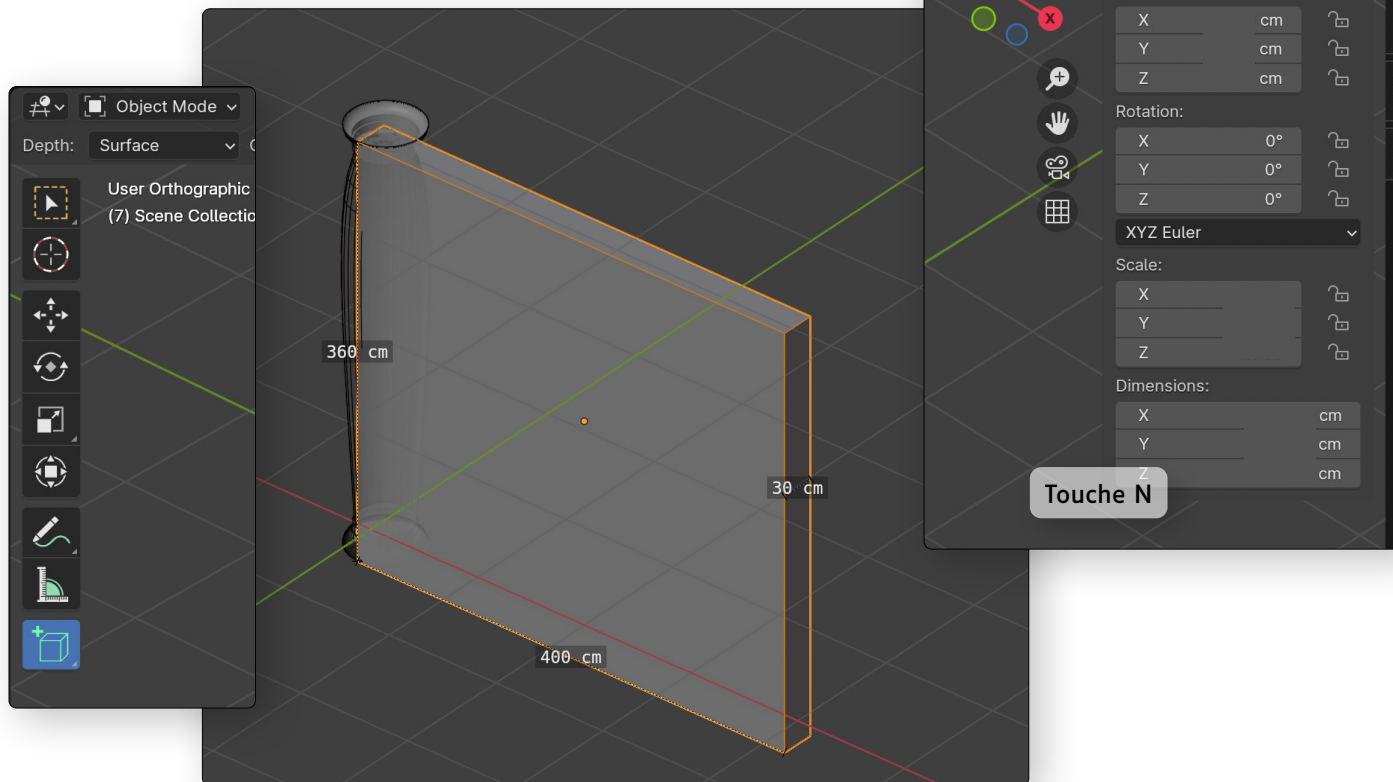 Object Mode
Depth:
Surface
User Orthographic
(7) Scene Collectio
360 cm
30 cm
400 cm
X
X cm
Y cm
Z cm
Rotation:
X 0°
Y 0°
Z 0°
XYZ Euler
Scale:
X
Y
Z
Dimensions:
X cm
Y cm
Z cm
Touche N